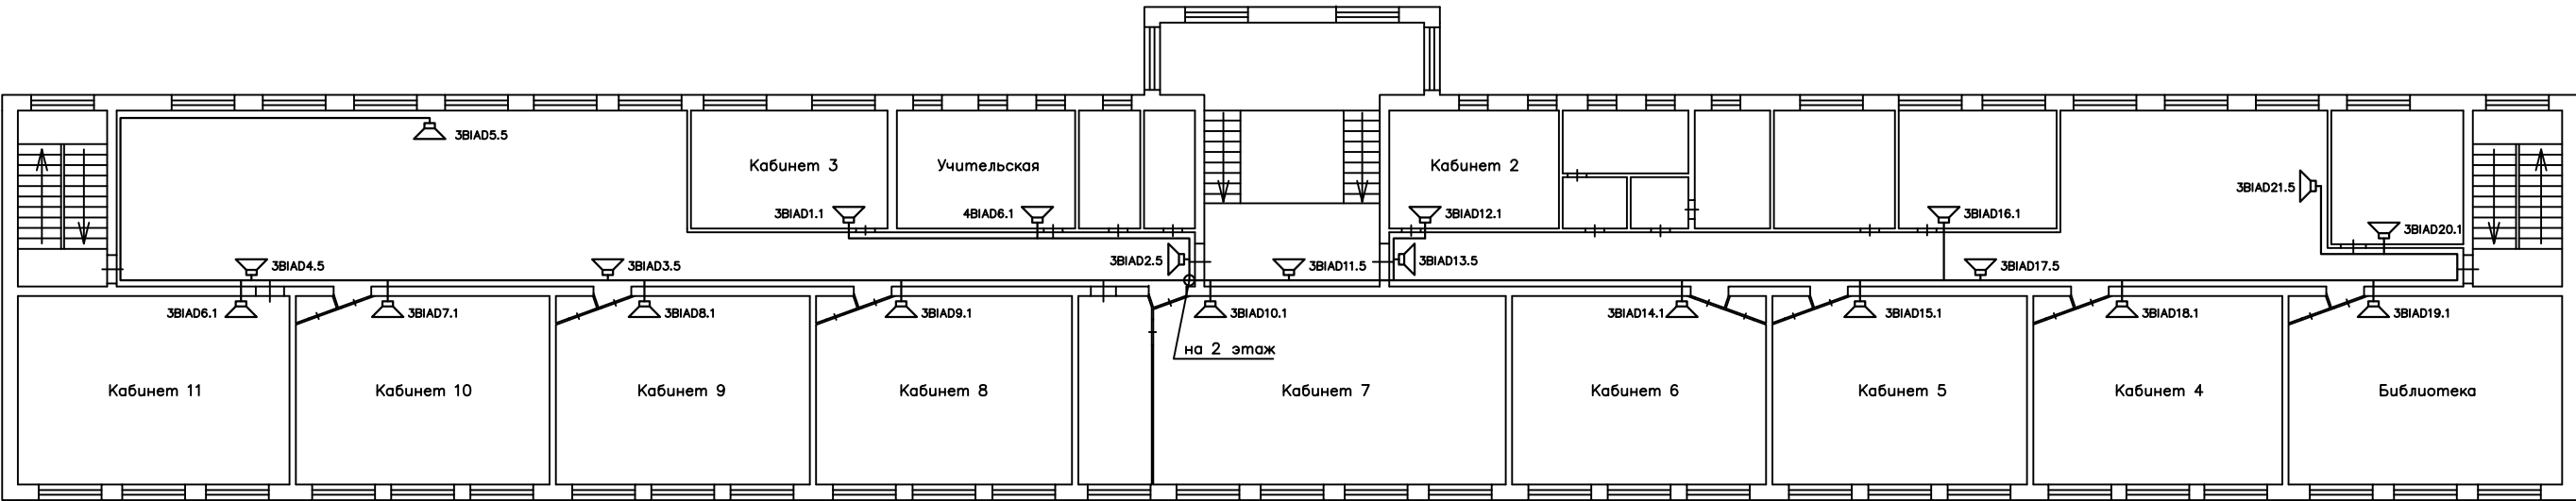 3BIAD5.5
Кабинет 3
Учительская
Кабинет 2
3BIAD21.5
3BIAD1.1
4BIAD6.1
3BIAD12.1
3BIAD16.1
3BIAD20.1
3BIAD4.5
3BIAD3.5
3BIAD2.5
3BIAD11.5
3BIAD13.5
3BIAD17.5
3BIAD6.1
3BIAD7.1
3BIAD8.1
3BIAD9.1
3BIAD10.1
3BIAD14.1
3BIAD15.1
3BIAD18.1
3BIAD19.1
на 2 этаж
Кабинет 11
Кабинет 10
Кабинет 9
Кабинет 8
Кабинет 7
Кабинет 6
Кабинет 5
Кабинет 4
Библиотека